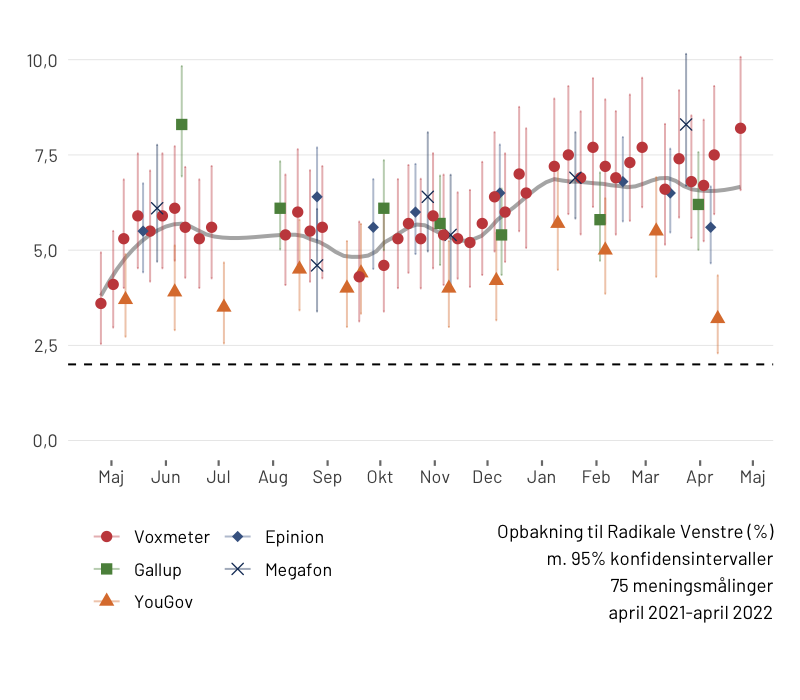 10,0
7,5
5,0
2,5
0,0
Maj Jun Jul Aug Sep Okt Nov Dec Jan Feb Mar Apr Maj
Voxmeter Epinion
Gallup Megafon
YouGov
Opbakning til Radikale Venstre (%)
m. 95% konfidensintervaller
75 meningsmålinger
april 2021-april 2022